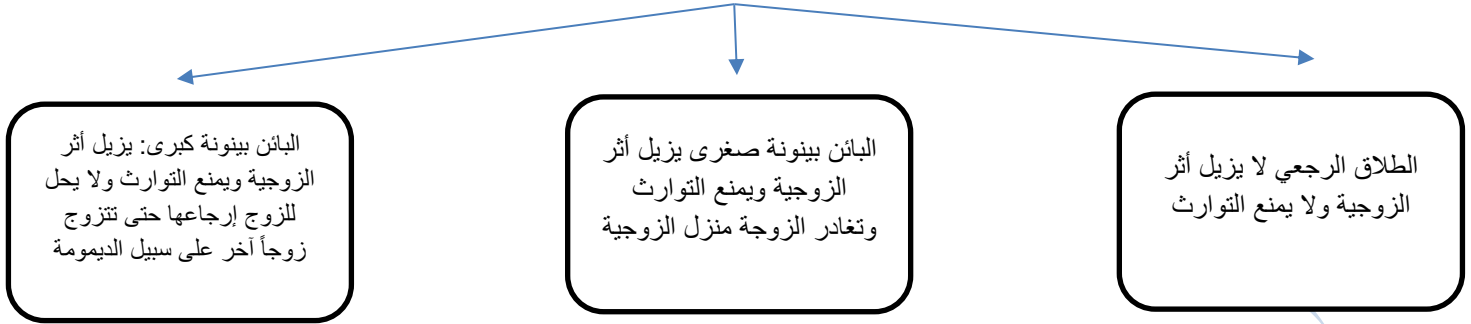 الطلاق الرجعي لا يزيل أثر
الزوجية ولا يمنع التوارث
البائن بينونة صغرى يزيل أثر
الزوجية ويمنع التوارث
وتغادر الزوجة منزل الزوجية
البائن بينونة كبرى: يزيل أثر
الزوجية ويمنع التوارث ولا يحل
للزوج إرجاعها حتى تتزوج
زوجاً آخر على سبيل الديمومة